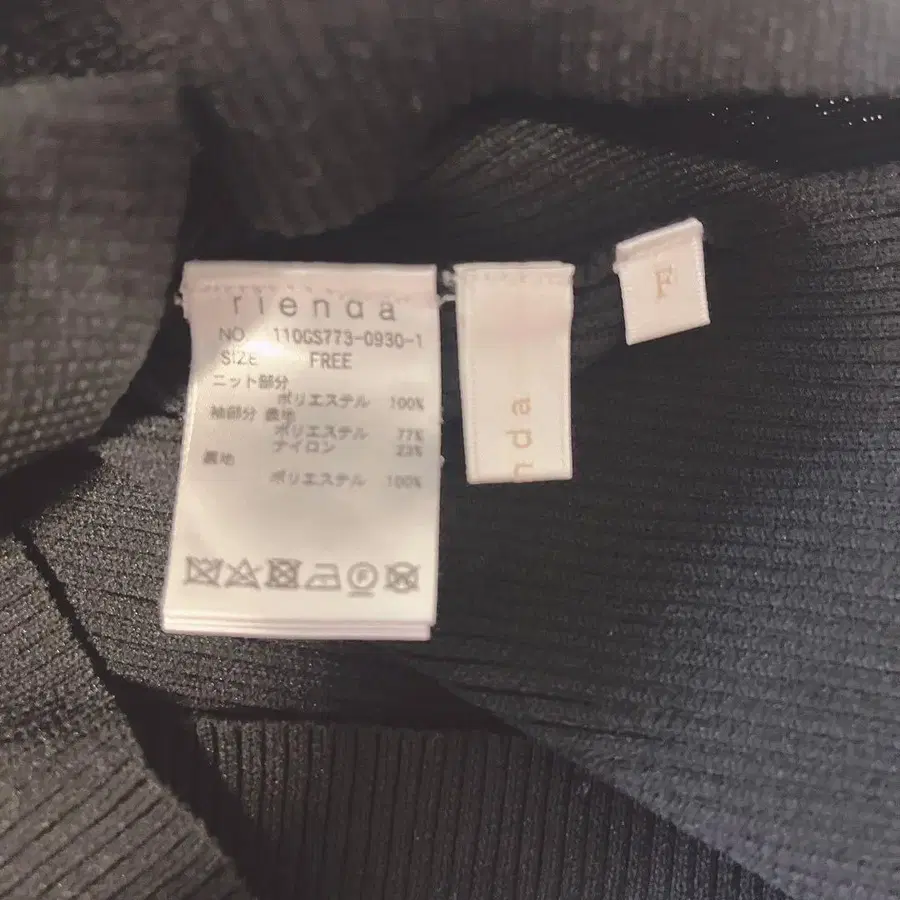 rienda
NO. 110GS773-0930-1
SIZE FREE
ニット部分
ポリエステル 100%
袖部分 表地
ポリエステル 77%
ナイロン 23%
裏地
ポリエステル 100%
F
nda
F